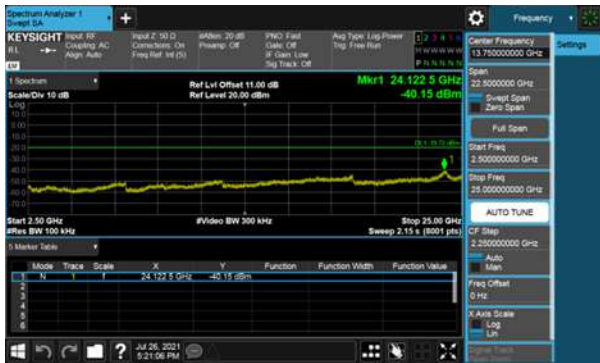 Spectrum Analyzer 1
Swept SA
+
Frequency
KEYSIGHT
RL
Input: RF
Coupling: AC
Align: Auto
Input Z: 50 Ω
Corrections: On
Freq Ref: Int (S)
#Atten: 20 dB
Preamp: Off
PNO: Fast
Gate: Off
IF Gain: Low
Sig Track: Off
Avg Type: Log-Power
Trig: Free Run
1 2 3 4 5 6
M W W W W W
P N N N N N
1 Spectrum
Scale/Div 10 dB
Ref Lvl Offset 11.00 dB
Ref Level 20.00 dBm
Mkr1 24.122 5 GHz
-40.15 dBm
Log
10.0
0.00
-10.0
-20.0
-30.0
-40.0
-50.0
-60.0
-70.0
1
Start 2.50 GHz
#Res BW 100 kHz
#Video BW 300 kHz
Stop 25.00 GHz
Sweep 2.15 s (8001 pts)
5 Marker Table
Mode Trace Scale X Y Function Function Width Function Value
1 N 1 f 24.122 5 GHz -40.15 dBm
2
3
4
5
6
Jul 26, 2021
5:21:06 PM
Center Frequency
13.750000000 GHz
Settings
Span
22.5000000 GHz
Swept Span
Zero Span
Full Span
Start Freq
2.500000000 GHz
Stop Freq
25.000000000 GHz
AUTO TUNE
CF Step
2.250000000 GHz
Auto
Man
Freq Offset
0 Hz
X Axis Scale
Log
Lin